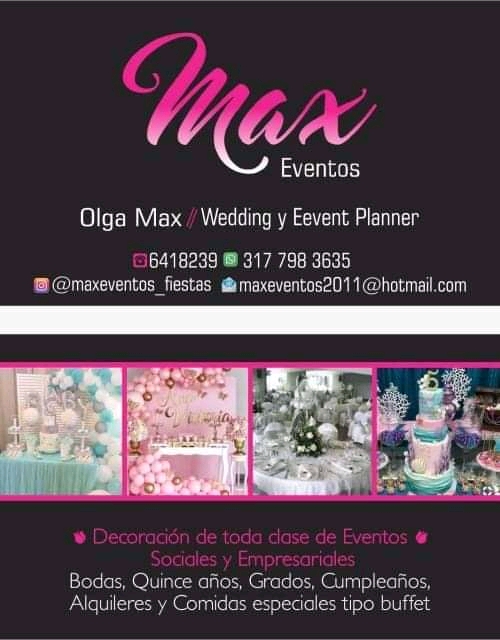 Max
Eventos
Olga Max // Wedding y Eevent Planner
6418239 317 798 3635
@maxeventos_fiestas maxeventos2011@hotmail.com
Decoración de toda clase de Eventos
Sociales y Empresariales
Bodas, Quince años, Grados, Cumpleaños,
Alquileres y Comidas especiales tipo buffet